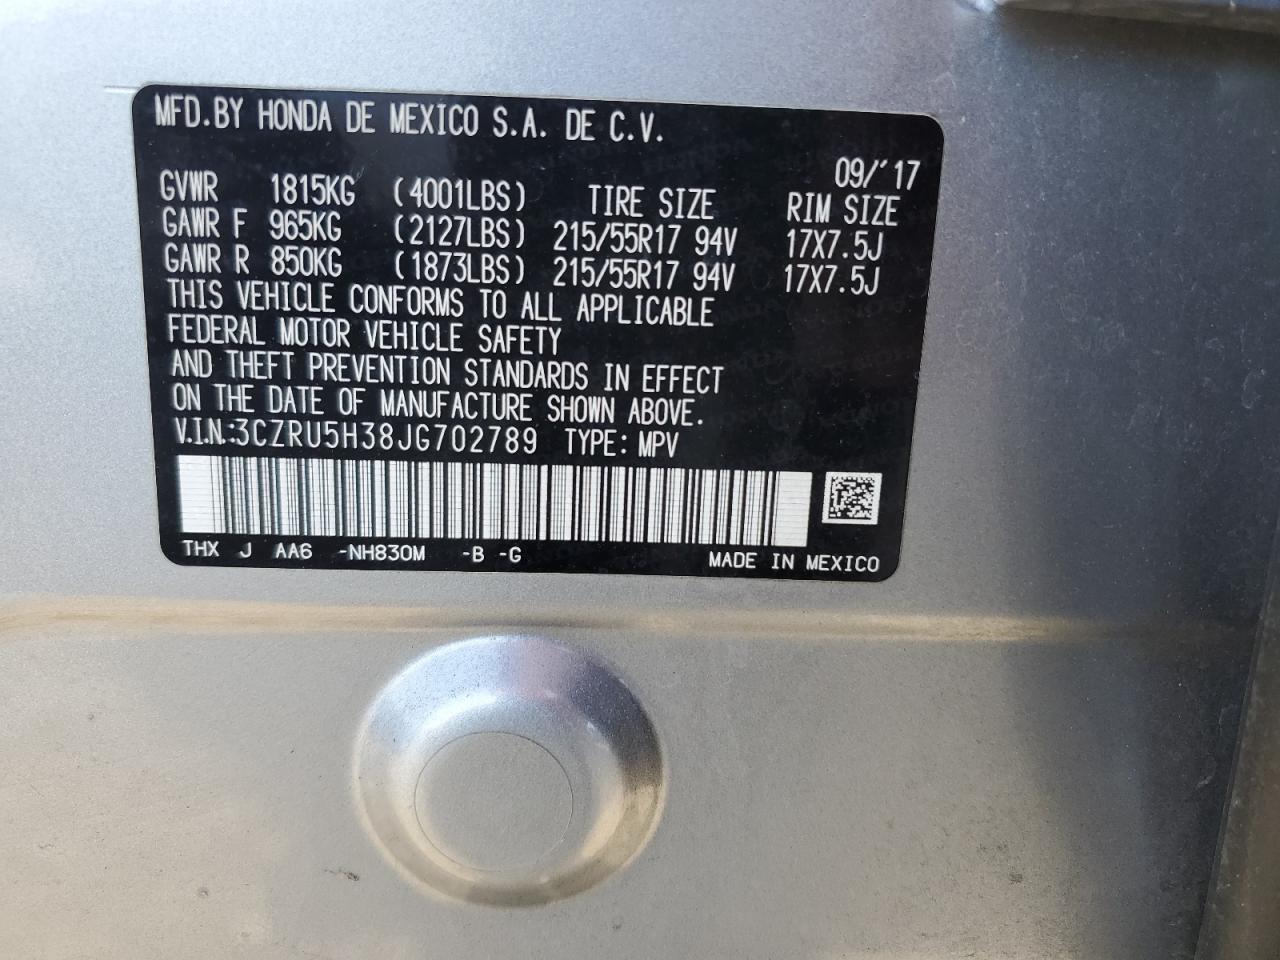 MFD.BY HONDA DE MEXICO S.A. DE C.V.
09/'17
GVWR 1815KG (4001LBS) TIRE SIZE RIM SIZE
GAWR F 965KG (2127LBS) 215/55R17 94V 17X7.5J
GAWR R 850KG (1873LBS) 215/55R17 94V 17X7.5J
THIS VEHICLE CONFORMS TO ALL APPLICABLE
FEDERAL MOTOR VEHICLE SAFETY
AND THEFT PREVENTION STANDARDS IN EFFECT
ON THE DATE OF MANUFACTURE SHOWN ABOVE.
V.I.N.:3CZRU5H38JG702789 TYPE: MPV
THX J AA6 -NH830M -B -G MADE IN MEXICO